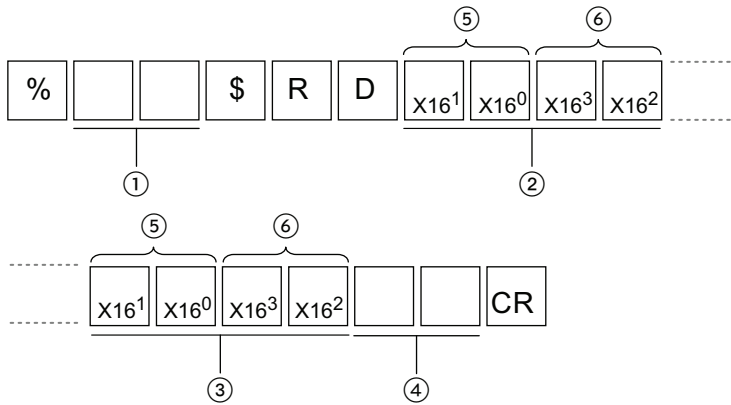 ⑤ ⑥
% $ R D X16¹ X16⁰ X16³ X16²
① ②
⑤ ⑥
X16¹ X16⁰ X16³ X16² CR
③ ④